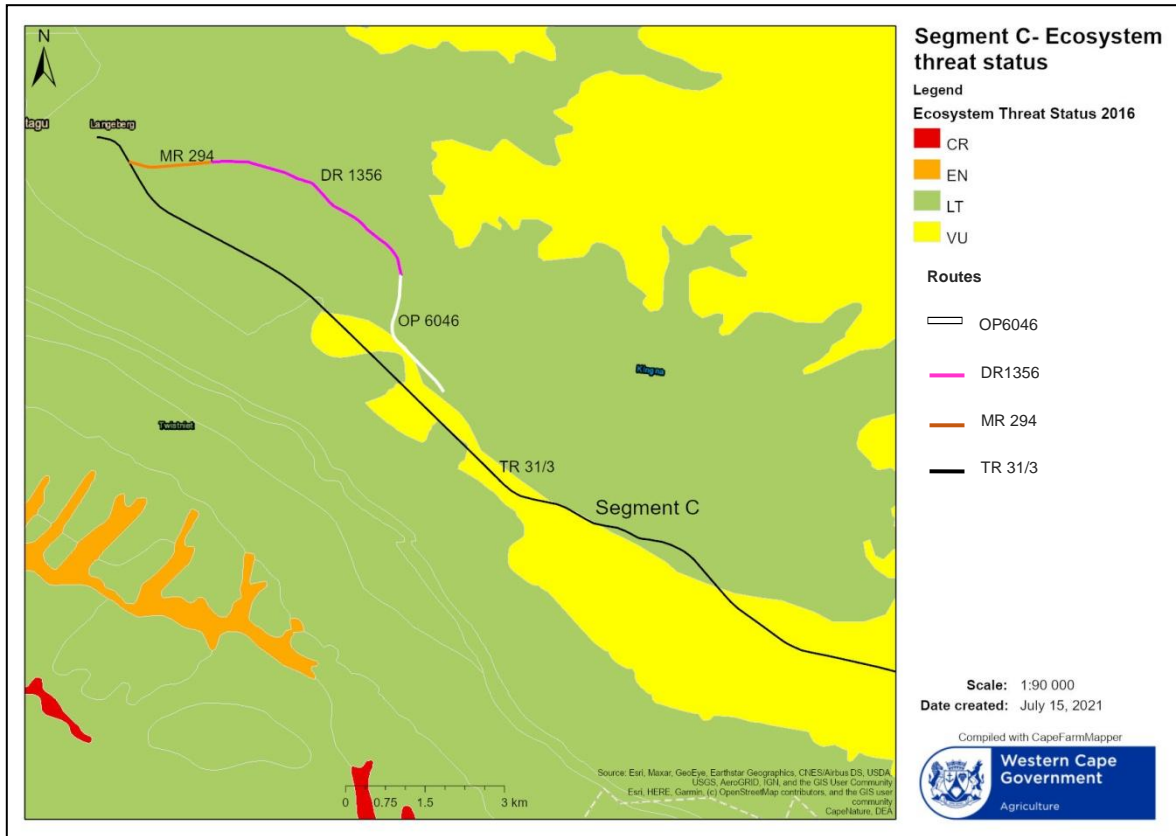 N
tagu
Langeberg
MR 294
DR 1356
OP 6046
Kingna
Twistniet
TR 31/3
Segment C
0 0.75 1.5 3 km
Source: Esri, Maxar, GeoEye, Earthstar Geographics, CNES/Airbus DS, USDA,
USGS, AeroGRID, IGN, and the GIS User Community
Esri, HERE, Garmin, (c) OpenStreetMap contributors, and the GIS user
community
CapeNature, DEA
Segment C- Ecosystem
threat status
Legend
Ecosystem Threat Status 2016
CR
EN
LT
VU
Routes
OP6046
DR1356
MR 294
TR 31/3
Scale: 1:90 000
Date created: July 15, 2021
Compiled with CapeFarmMapper
Western Cape
Government
Agriculture